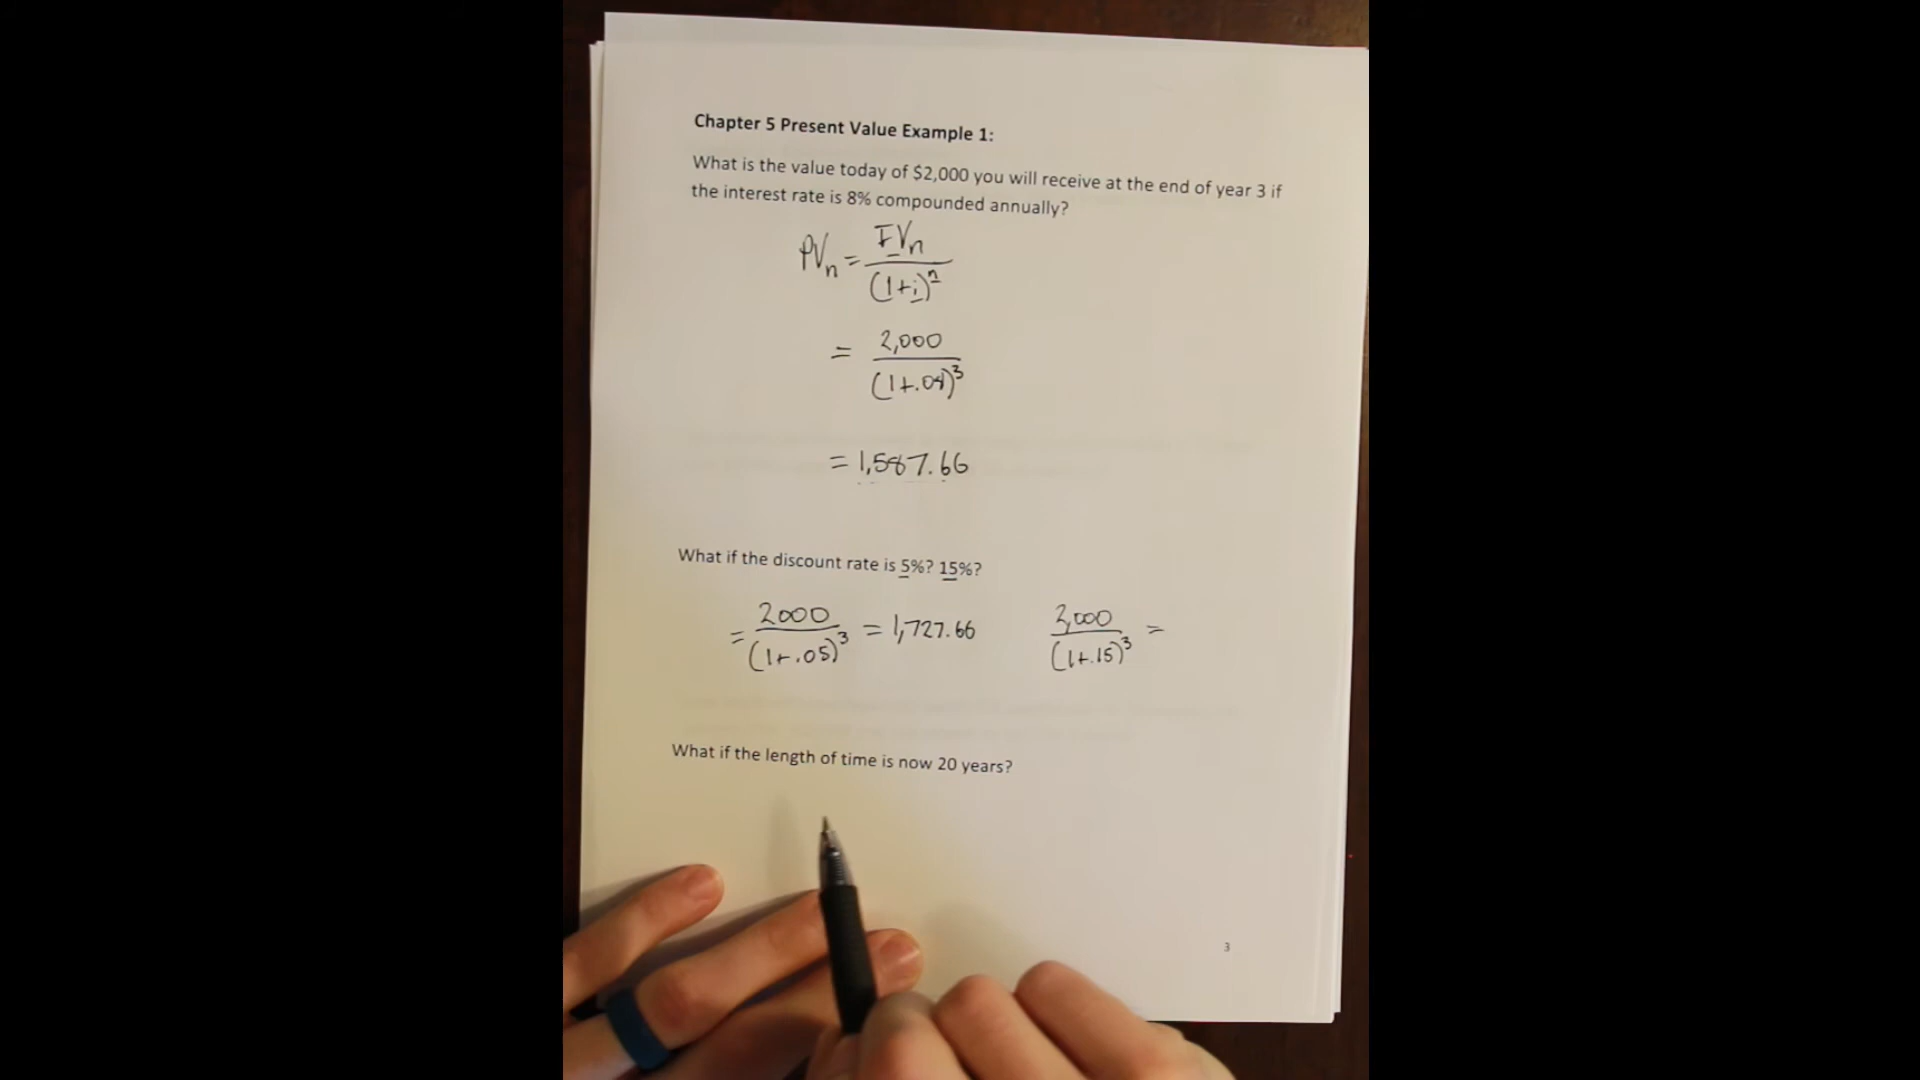 Chapter 5 Present Value Example 1:
What is the value today of $2,000 you will receive at the end of year 3 if
the interest rate is 8% compounded annually?
PVn = FVn / (1+i)^n
= 2,000 / (1+.08)^3
= 1,587.66
What if the discount rate is 5%? 15%?
= 2000 / (1+.05)^3 = 1,727.66 2,000 / (1+.15)^3 =
What if the length of time is now 20 years?
3